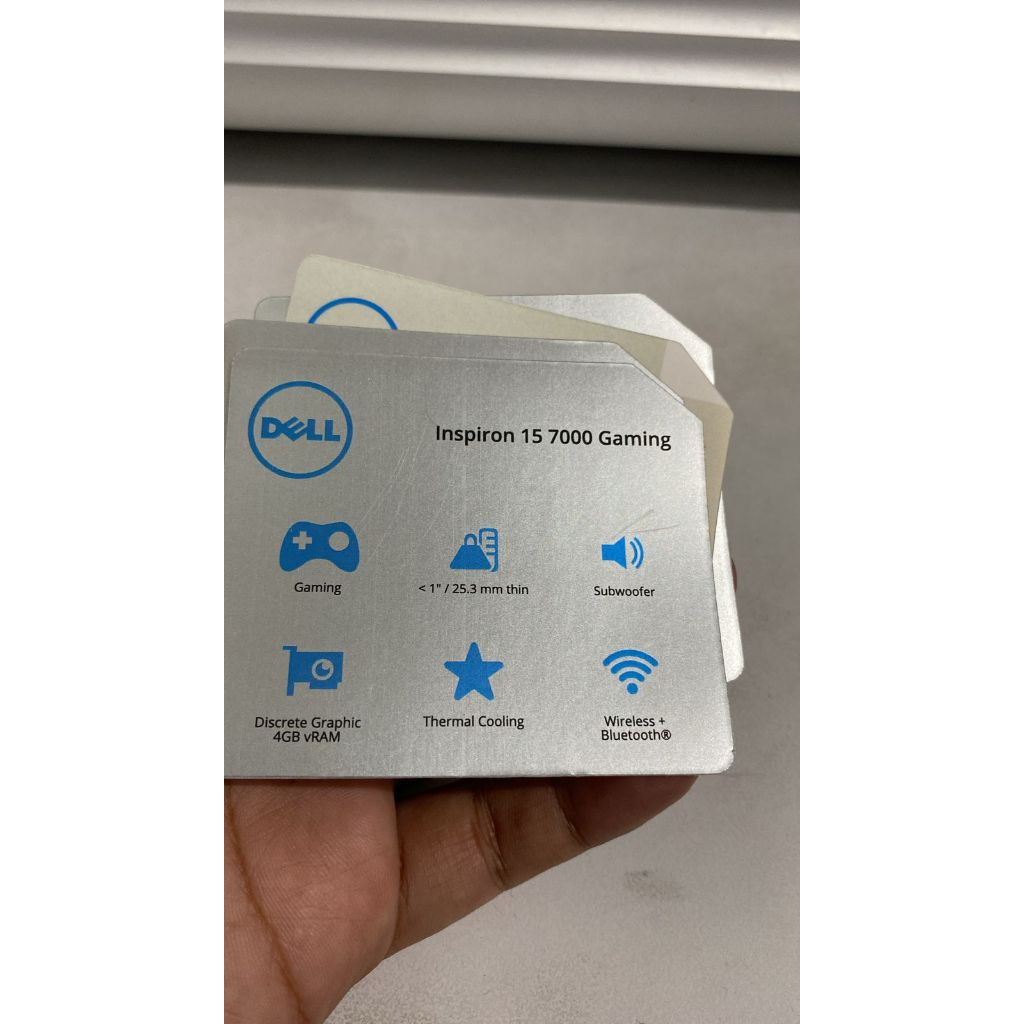 DELL
Inspiron 15 7000 Gaming
Gaming
< 1" / 25.3 mm thin
Subwoofer
Discrete Graphic
4GB vRAM
Thermal Cooling
Wireless +
Bluetooth®